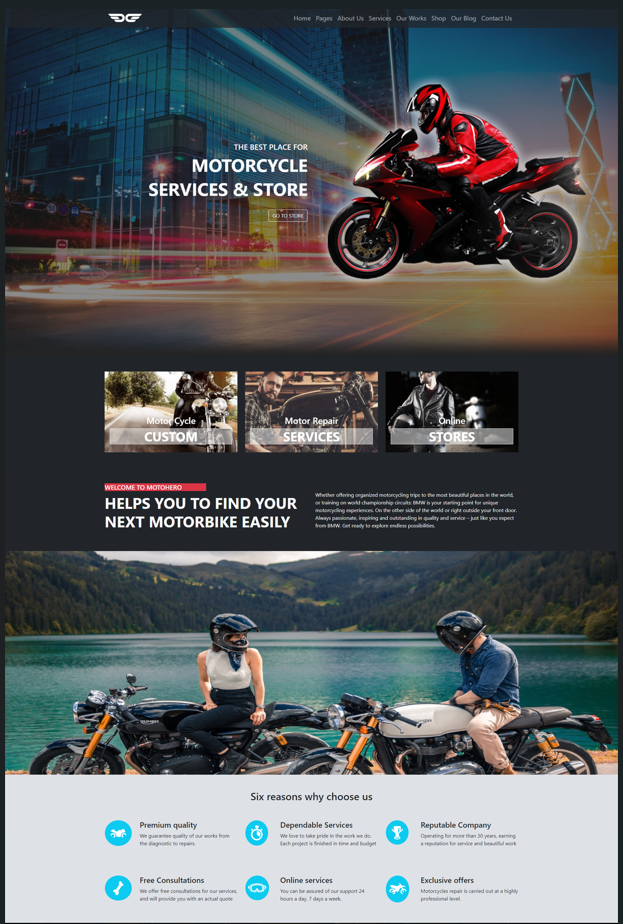 Home Pages About Us Services Our Works Shop Our Blog Contact Us
THE BEST PLACE FOR
MOTORCYCLE
SERVICES & STORE
GO TO STORE
Motor Cycle
CUSTOM
Motor Repair
SERVICES
Online
STORES
WELCOME TO MOTOHERO
HELPS YOU TO FIND YOUR
NEXT MOTORBIKE EASILY
Whether offering organized motorcycling trips to the most beautiful places in the world,
or training on world championship circuits: BMW is your starting point for unique
motorcycling experiences. On the other side of the world or right outside your front door.
Always passionate, inspiring and outstanding in quality and service – just like you expect
from BMW. Get ready to explore endless possibilities.
Six reasons why choose us
Premium quality
We guarantee quality of our works from
the diagnostic to repairs.
Dependable Services
We love to take pride in the work we do.
Each project is finished in time and budget
Reputable Company
Operating for more than 30 years, earning
a reputation for service and beautiful work
Free Consultations
We offer free consultations for our services,
and will provide you with an actual quote
Online services
You can be assured of our support 24
hours a day, 7 days a week.
Exclusive offers
Motorcycles repair is carried out at a highly
professional level.